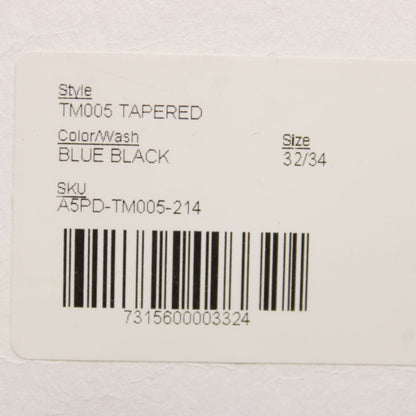 Style
TM005 TAPERED
Color/Wash
BLUE BLACK
Size
32/34
SKU
A5PD-TM005-214
7315600003324